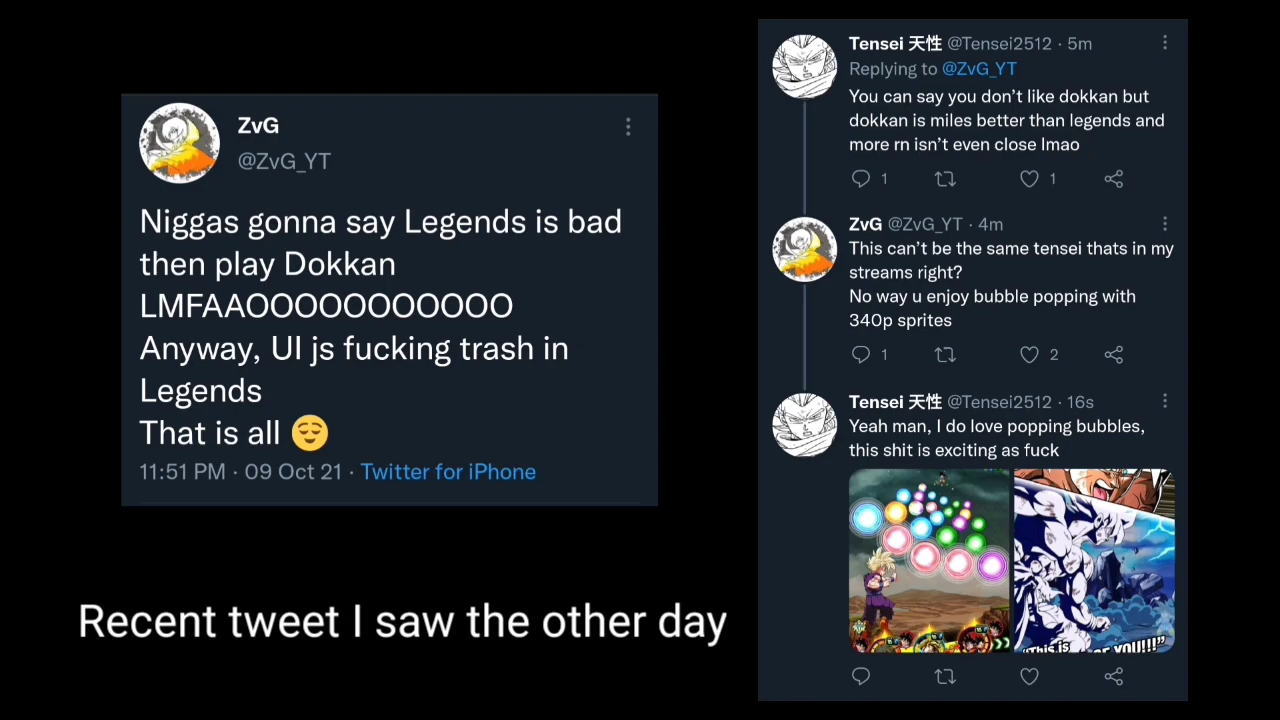 ZvG
@ZvG_YT
Niggas gonna say Legends is bad
then play Dokkan
LMFAAOOOOOOOOOOO
Anyway, UI js fucking trash in
Legends
That is all 😌
11:51 PM · 09 Oct 21 · Twitter for iPhone
Recent tweet I saw the other day
Tensei 天性 @Tensei2512 · 5m
Replying to @ZvG_YT
You can say you don’t like dokkan but
dokkan is miles better than legends and
more rn isn’t even close lmao
1 1
ZvG @ZvG_YT · 4m
This can’t be the same tensei thats in my
streams right?
No way u enjoy bubble popping with
340p sprites
1 2
Tensei 天性 @Tensei2512 · 16s
Yeah man, I do love popping bubbles,
this shit is exciting as fuck
“This is OF YOU!!!”